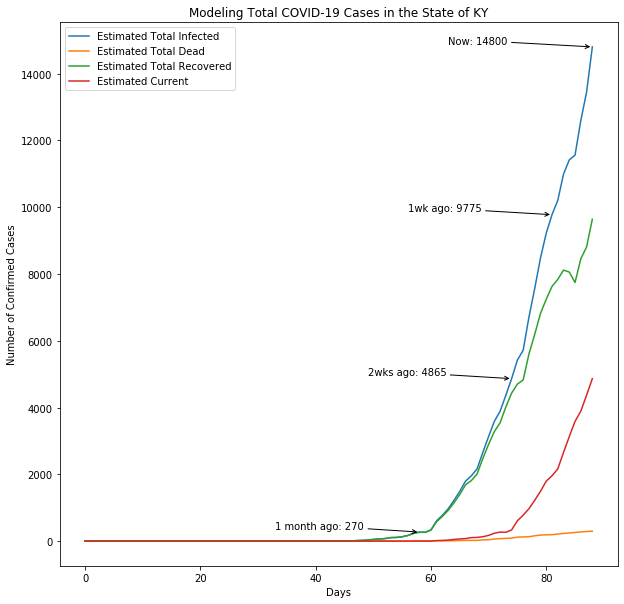 Modeling Total COVID-19 Cases in the State of KY
Estimated Total Infected
Estimated Total Dead
Estimated Total Recovered
Estimated Current
Now: 14800
1wk ago: 9775
2wks ago: 4865
1 month ago: 270
Number of Confirmed Cases
14000
12000
10000
8000
6000
4000
2000
0
0 20 40 60 80
Days